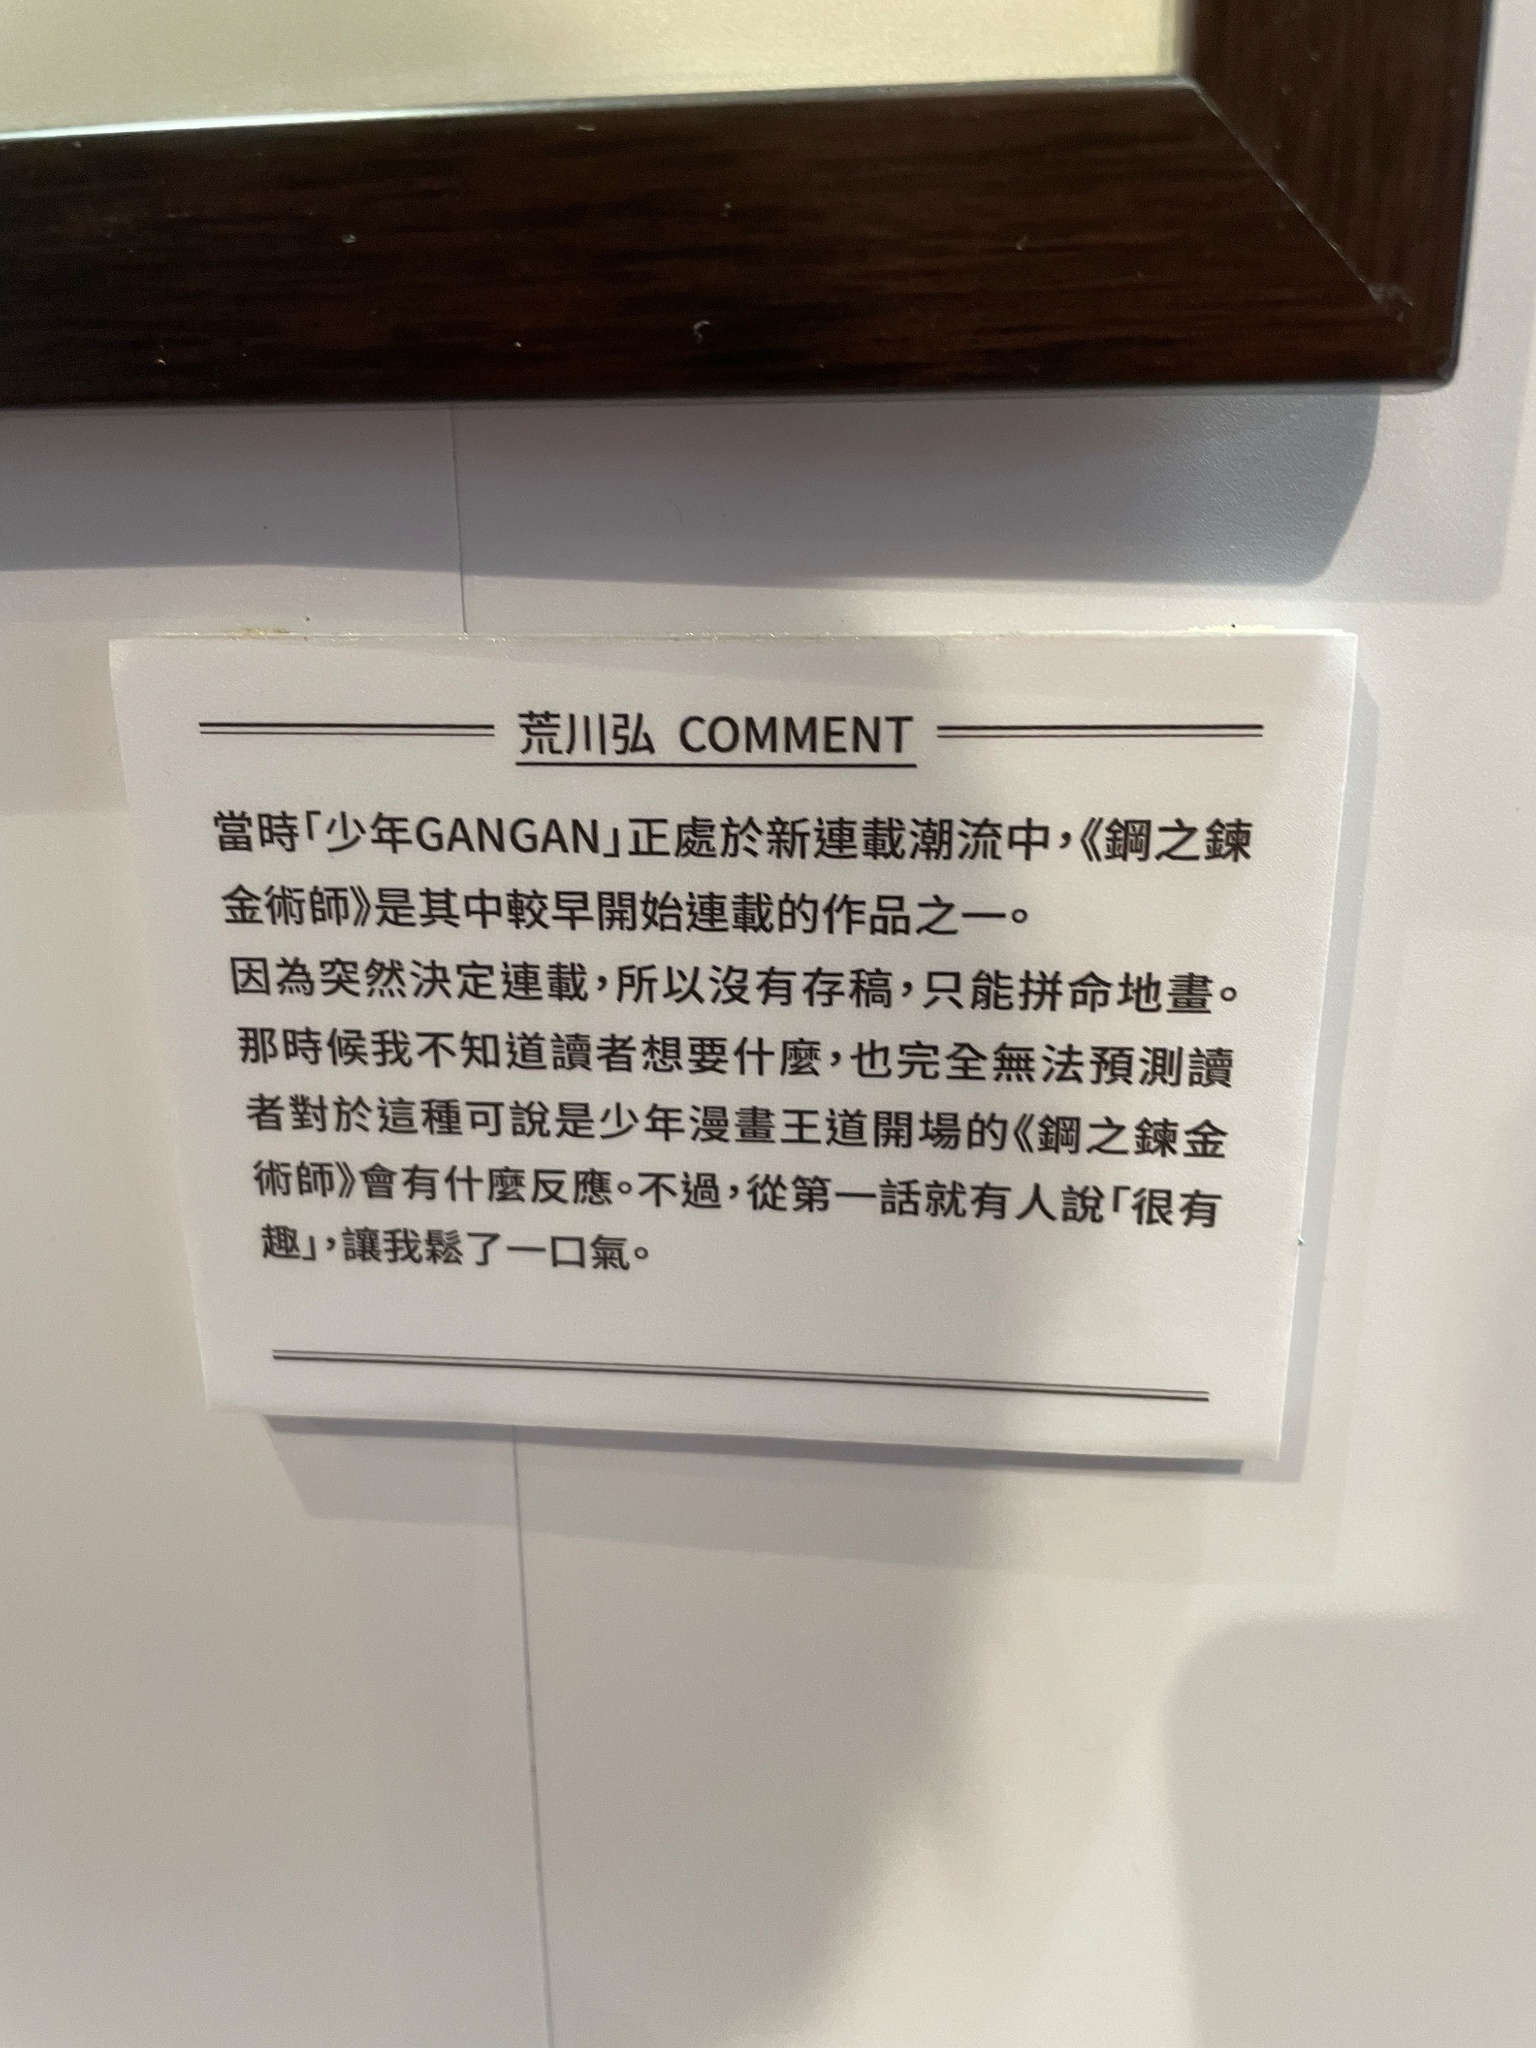 荒川弘 COMMENT
當時「少年GANGAN」正處於新連載潮流中，《鋼之鍊
金術師》是其中較早開始連載的作品之一。
因為突然決定連載，所以沒有存稿，只能拼命地畫。
那時候我不知道讀者想要什麼，也完全無法預測讀
者對於這種可說是少年漫畫王道開場的《鋼之鍊金
術師》會有什麼反應。不過，從第一話就有人說「很有
趣」，讓我鬆了一口氣。